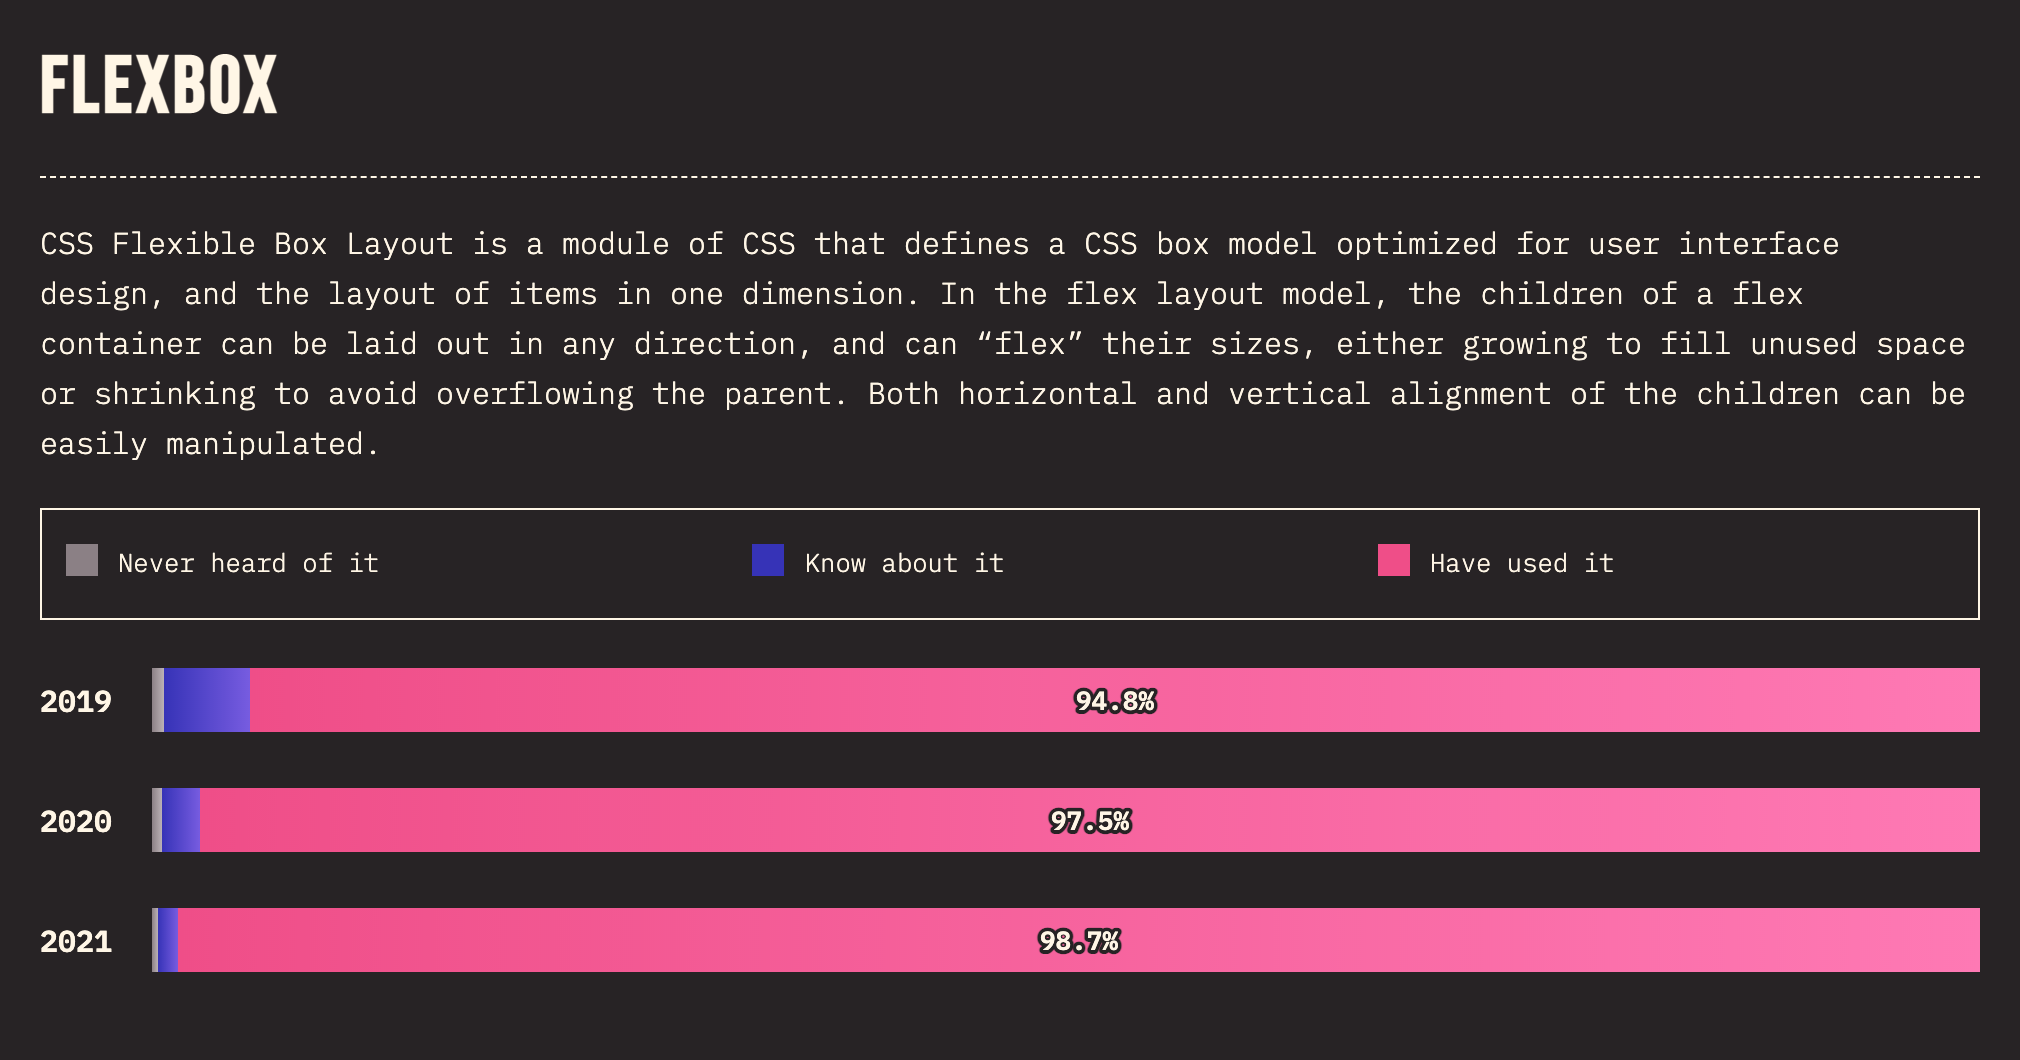 FLEXBOX
CSS Flexible Box Layout is a module of CSS that defines a CSS box model optimized for user interface
design, and the layout of items in one dimension. In the flex layout model, the children of a flex
container can be laid out in any direction, and can “flex” their sizes, either growing to fill unused space
or shrinking to avoid overflowing the parent. Both horizontal and vertical alignment of the children can be
easily manipulated.
Never heard of it Know about it Have used it
2019 94.8%
2020 97.5%
2021 98.7%